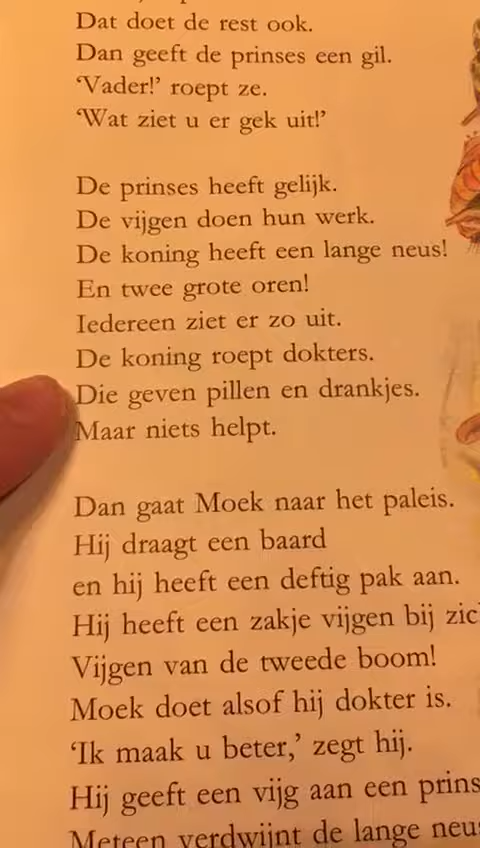 Dat doet de rest ook.
Dan geeft de prinses een gil.
‘Vader!’ roept ze.
‘Wat ziet u er gek uit!’
De prinses heeft gelijk.
De vijgen doen hun werk.
De koning heeft een lange neus!
En twee grote oren!
Iedereen ziet er zo uit.
De koning roept dokters.
Die geven pillen en drankjes.
Maar niets helpt.
Dan gaat Moek naar het paleis.
Hij draagt een baard
en hij heeft een deftig pak aan.
Hij heeft een zakje vijgen bij
Vijgen van de tweede boom!
Moek doet alsof hij dokter is.
‘Ik maak u beter,’ zegt hij.
Hij geeft een vijg aan een
Meteen verdwijnt de lange